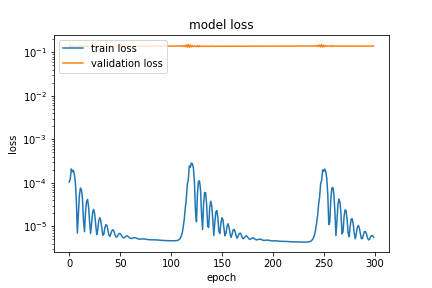 model loss
train loss
validation loss
10⁻¹
10⁻²
10⁻³
10⁻⁴
10⁻⁵
loss
0 50 100 150 200 250 300
epoch